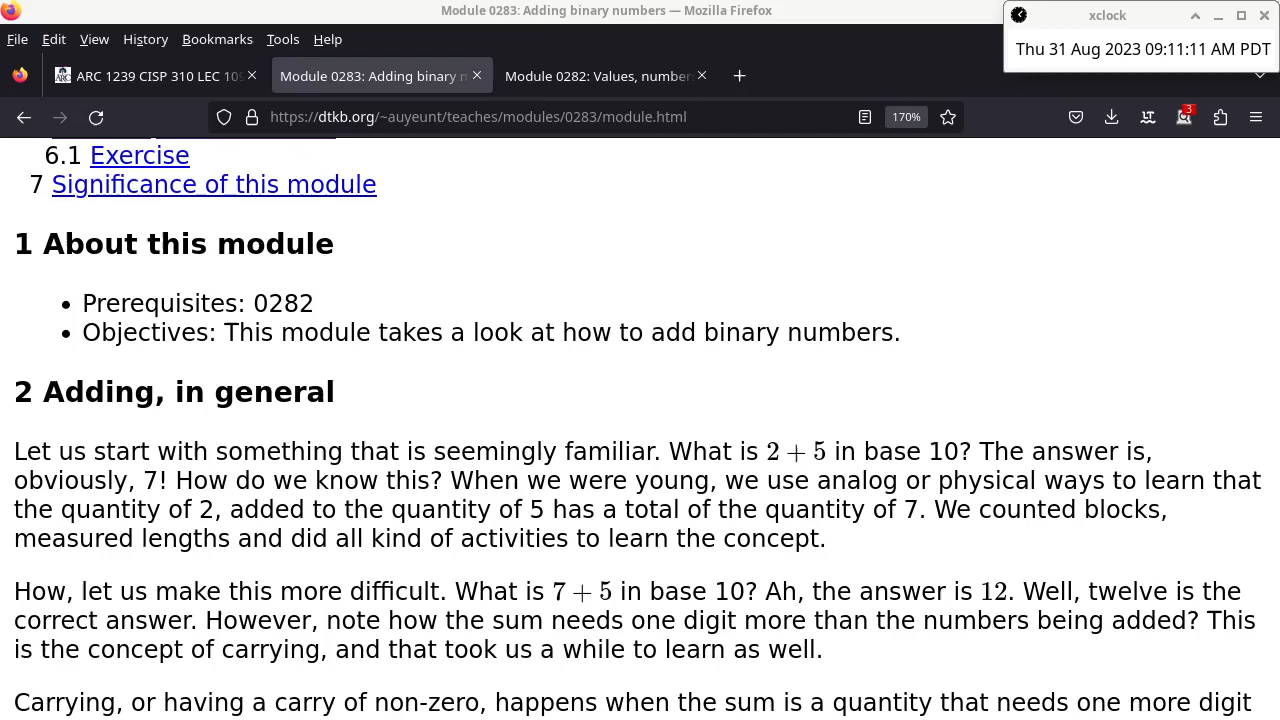 Module 0283: Adding binary numbers — Mozilla Firefox
xclock
Thu 31 Aug 2023 09:11:11 AM PDT
File Edit View History Bookmarks Tools Help
ARC 1239 CISP 310 LEC 109
Module 0283: Adding binary n
Module 0282: Values, number
https://dtkb.org/~auyeunt/teaches/modules/0283/module.html
170%
3
6.1 Exercise
7 Significance of this module
1 About this module
• Prerequisites: 0282
• Objectives: This module takes a look at how to add binary numbers.
2 Adding, in general
Let us start with something that is seemingly familiar. What is 2 + 5 in base 10? The answer is,
obviously, 7! How do we know this? When we were young, we use analog or physical ways to learn that
the quantity of 2, added to the quantity of 5 has a total of the quantity of 7. We counted blocks,
measured lengths and did all kind of activities to learn the concept.
How, let us make this more difficult. What is 7 + 5 in base 10? Ah, the answer is 12. Well, twelve is the
correct answer. However, note how the sum needs one digit more than the numbers being added? This
is the concept of carrying, and that took us a while to learn as well.
Carrying, or having a carry of non-zero, happens when the sum is a quantity that needs one more digit